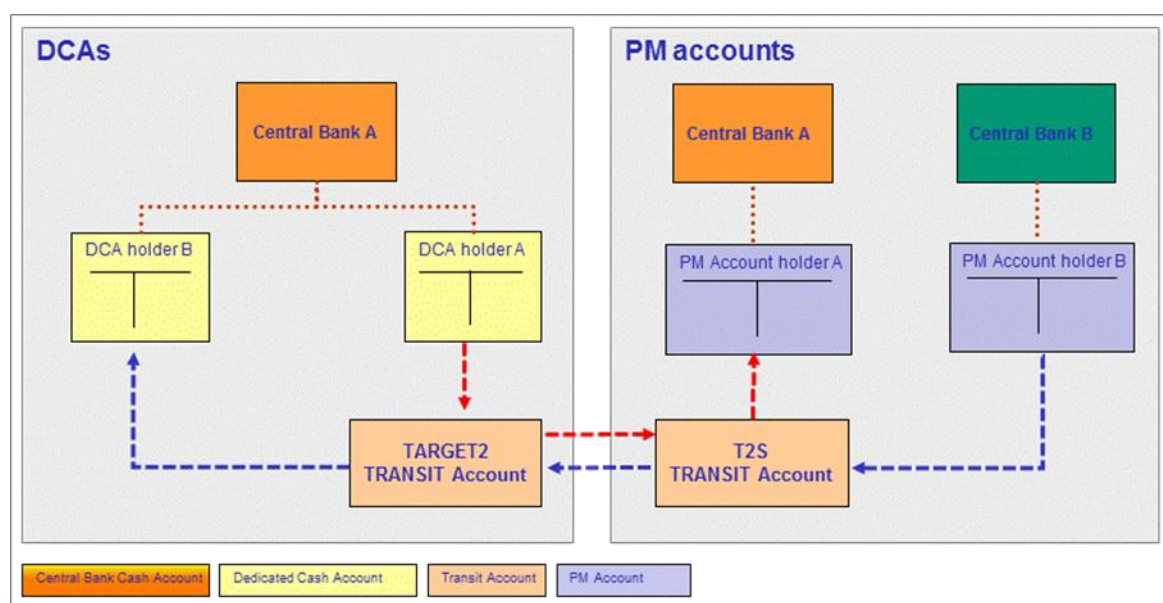 DCAs
Central Bank A
DCA holder B
DCA holder A
TARGET2
TRANSIT Account
PM accounts
Central Bank A
Central Bank B
PM Account holder A
PM Account holder B
T2S
TRANSIT Account
Central Bank Cash Account
Dedicated Cash Account
Transit Account
PM Account